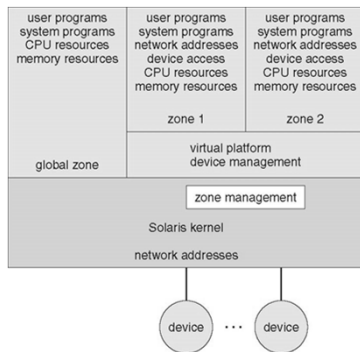 user programs
system programs
CPU resources
memory resources
global zone
user programs
system programs
network addresses
device access
CPU resources
memory resources
zone 1
user programs
system programs
network addresses
device access
CPU resources
memory resources
zone 2
virtual platform
device management
zone management
Solaris kernel
network addresses
device
...
device